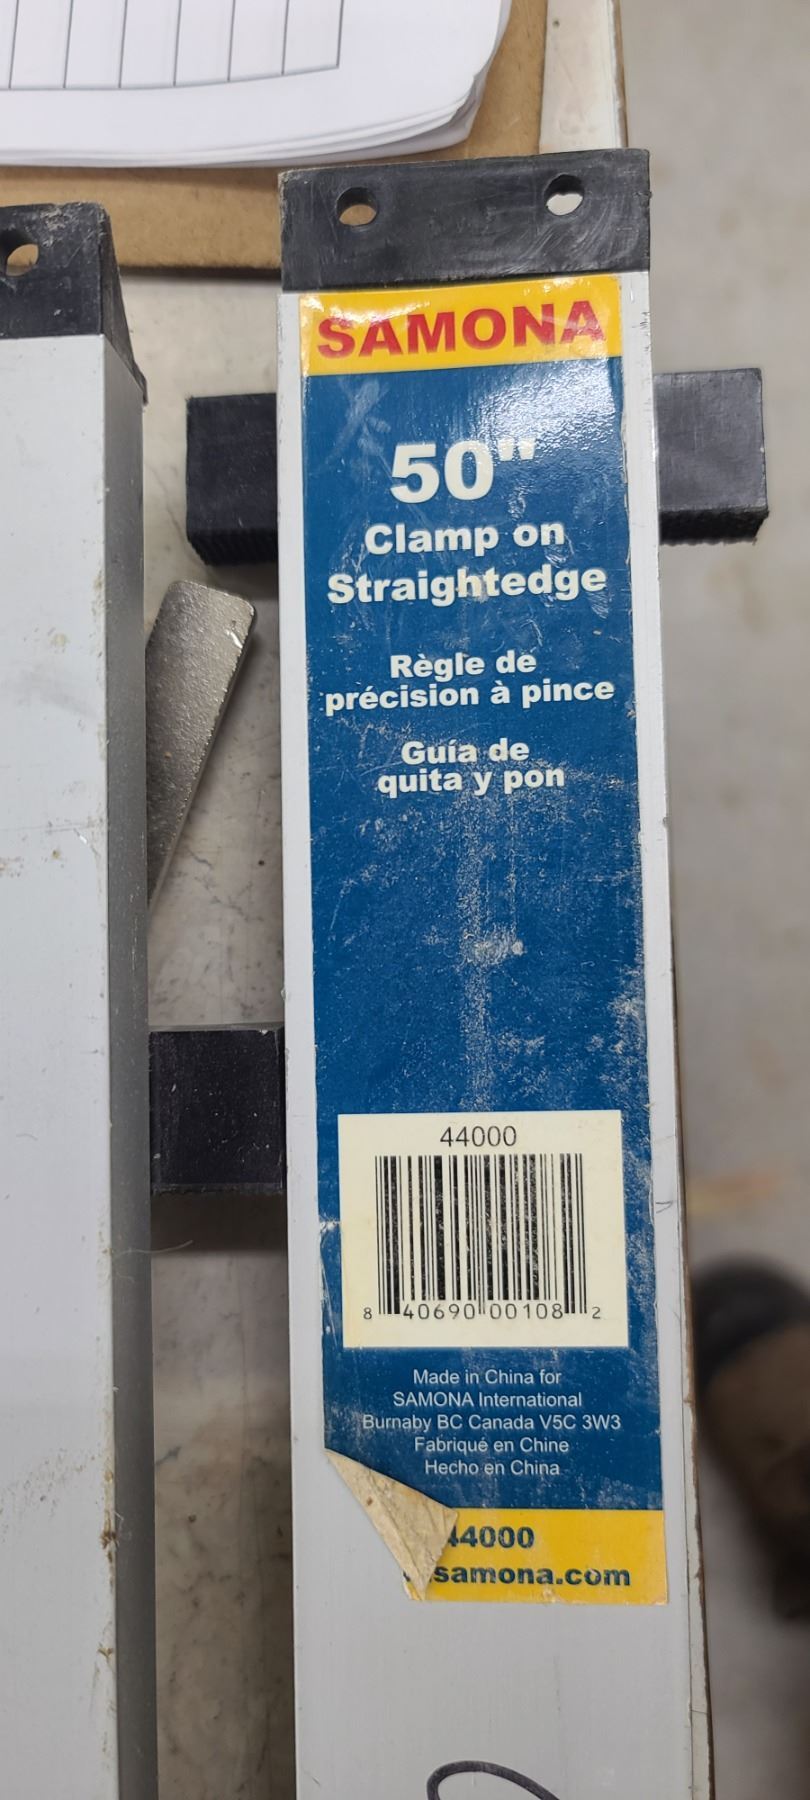 SAMONA
50"
Clamp on
Straightedge
Règle de
précision à pince
Guía de
quita y pon
44000
8 40690 00108 2
Made in China for
SAMONA International
Burnaby BC Canada V5C 3W3
Fabriqué en Chine
Hecho en China
44000
samona.com